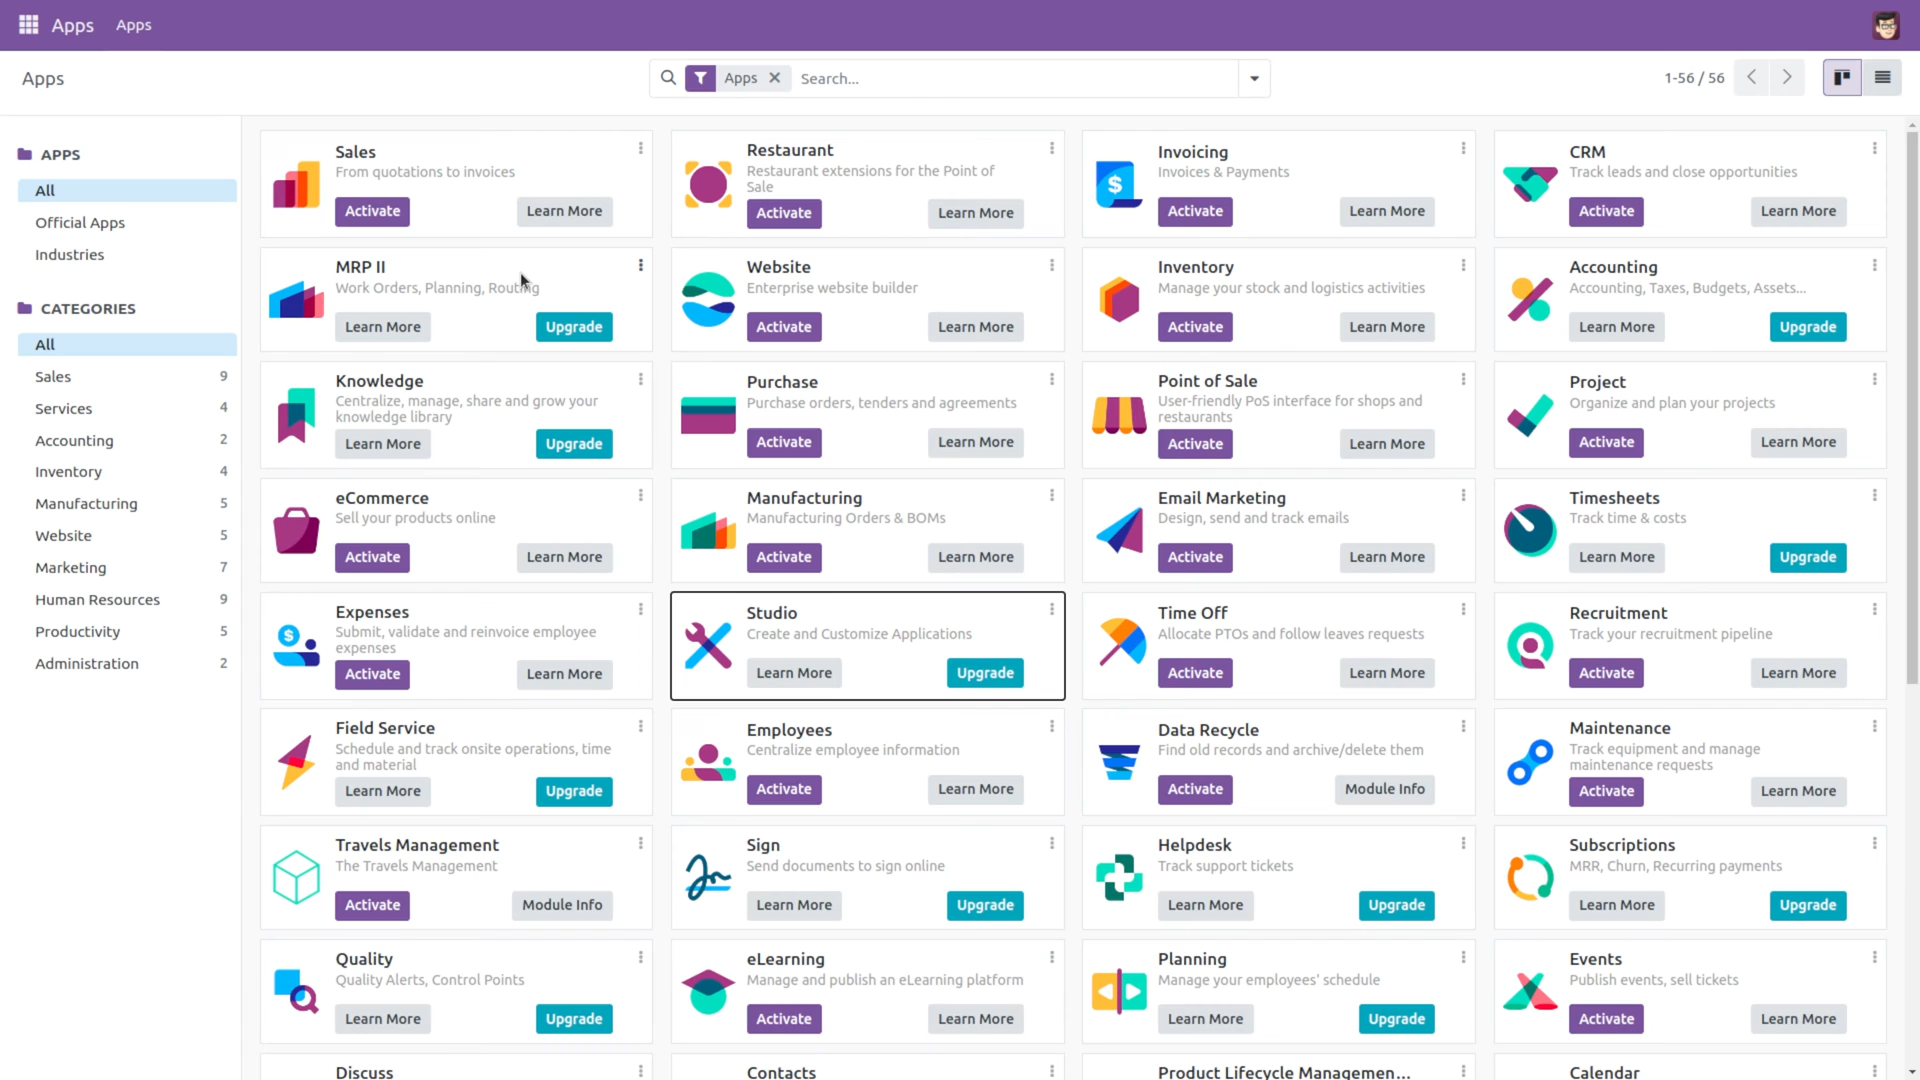 Apps Apps
Apps
Apps Search...
1-56 / 56
APPS
All
Official Apps
Industries
CATEGORIES
All
Sales 9
Services 4
Accounting 2
Inventory 4
Manufacturing 5
Website 5
Marketing 7
Human Resources 9
Productivity 5
Administration 2
Sales
From quotations to invoices
Activate Learn More
Restaurant
Restaurant extensions for the Point of
Sale
Activate Learn More
Invoicing
Invoices & Payments
Activate Learn More
CRM
Track leads and close opportunities
Activate Learn More
MRP II
Work Orders, Planning, Routing
Learn More Upgrade
Website
Enterprise website builder
Activate Learn More
Inventory
Manage your stock and logistics activities
Activate Learn More
Accounting
Accounting, Taxes, Budgets, Assets...
Learn More Upgrade
Knowledge
Centralize, manage, share and grow your
knowledge library
Learn More Upgrade
Purchase
Purchase orders, tenders and agreements
Activate Learn More
Point of Sale
User-friendly PoS interface for shops and
restaurants
Activate Learn More
Project
Organize and plan your projects
Activate Learn More
eCommerce
Sell your products online
Activate Learn More
Manufacturing
Manufacturing Orders & BOMs
Activate Learn More
Email Marketing
Design, send and track emails
Activate Learn More
Timesheets
Track time & costs
Learn More Upgrade
Expenses
Submit, validate and reinvoice employee
expenses
Activate Learn More
Studio
Create and Customize Applications
Learn More Upgrade
Time Off
Allocate PTOs and follow leaves requests
Activate Learn More
Recruitment
Track your recruitment pipeline
Activate Learn More
Field Service
Schedule and track onsite operations, time
and material
Learn More Upgrade
Employees
Centralize employee information
Activate Learn More
Data Recycle
Find old records and archive/delete them
Activate Module Info
Maintenance
Track equipment and manage
maintenance requests
Activate Learn More
Travels Management
The Travels Management
Activate Module Info
Sign
Send documents to sign online
Learn More Upgrade
Helpdesk
Track support tickets
Learn More Upgrade
Subscriptions
MRR, Churn, Recurring payments
Learn More Upgrade
Quality
Quality Alerts, Control Points
Learn More Upgrade
eLearning
Manage and publish an eLearning platform
Activate Learn More
Planning
Manage your employees' schedule
Learn More Upgrade
Events
Publish events, sell tickets
Activate Learn More
Discuss
Contacts
Product Lifecycle Managemen...
Calendar